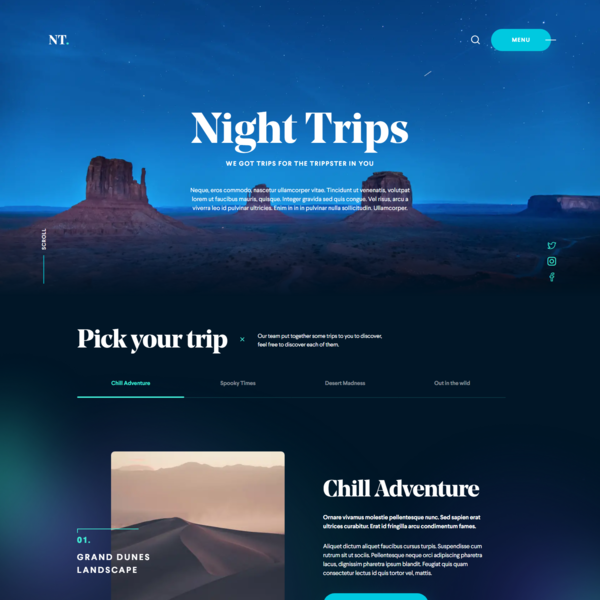 NT.
MENU
Night Trips
WE GOT TRIPS FOR THE TRIPPSTER IN YOU
Neque, eros commodo, nascetur ullamcorper vitae. Tincidunt ut venenatis, volutpat
lorem ut faucibus mauris, quisque. Integer gravida sed quis congue. Vel risus, arcu a
viverra leo id pulvinar ultricies. Enim in in in pulvinar nulla sollicitudin. Ullamcorper.
SCROLL
Pick your trip
Our team put together some trips to you to discover,
feel free to discover each of them.
Chill Adventure
Spooky Times
Desert Madness
Out in the wild
01.
GRAND DUNES
LANDSCAPE
Chill Adventure
Ornare vivamus molestie pellentesque nunc. Sed sapien erat
ultrices curabitur. Erat id fringilla arcu condimentum fames.
Aliquet dictum aliquet faucibus cursus turpis. Suspendisse cum
rutrum sit ut sociis. Pellentesque neque orci adipiscing pharetra
lacus, dignissim pharetra ipsum blandit. Feugiat quis quam
consectetur lectus id quis tortor vel, mattis.